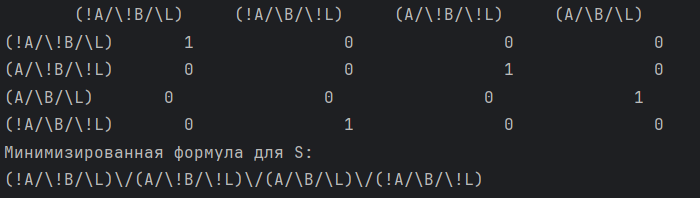 (!A/\!B/\L) (!A/\B/\!L) (A/\!B/\!L) (A/\B/\L)
(!A/\!B/\L) 1 0 0 0
(A/\!B/\!L) 0 0 1 0
(A/\B/\L) 0 0 0 1
(!A/\B/\!L) 0 1 0 0
Минимизированная формула для S:
(!A/\!B/\L)\/(A/\!B/\!L)\/(A/\B/\L)\/(!A/\B/\!L)